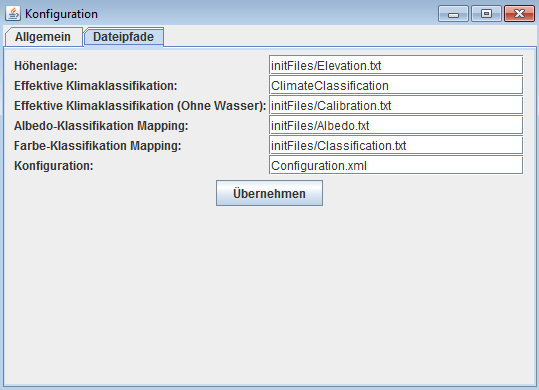 Konfiguration
Allgemein Dateipfade
Höhenlage: initFiles/Elevation.txt
Effektive Klimaklassifikation: ClimateClassification
Effektive Klimaklassifikation (Ohne Wasser): initFiles/Calibration.txt
Albedo-Klassifikation Mapping: initFiles/Albedo.txt
Farbe-Klassifikation Mapping: initFiles/Classification.txt
Konfiguration: Configuration.xml
Übernehmen